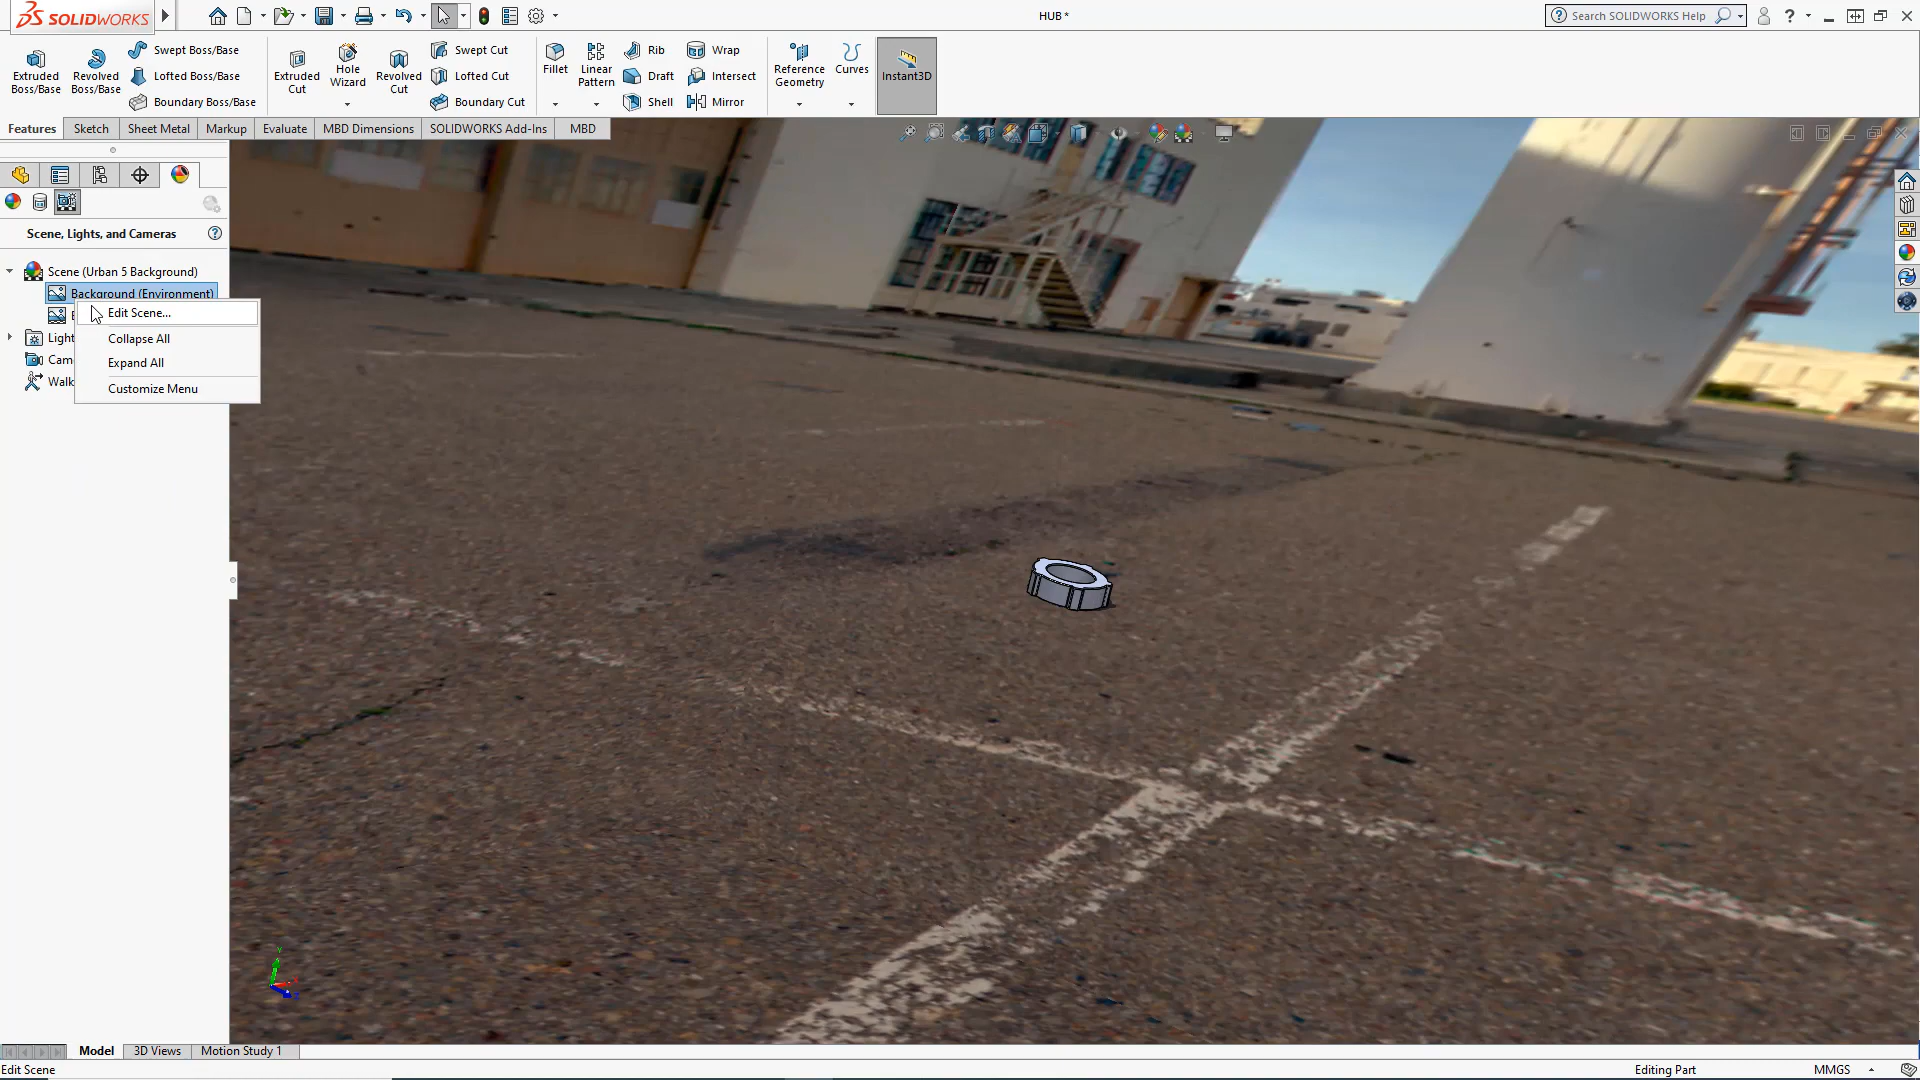 SOLIDWORKS
HUB *
Search SOLIDWORKS Help
Extruded Boss/Base
Revolved Boss/Base
Swept Boss/Base
Lofted Boss/Base
Boundary Boss/Base
Extruded Cut
Hole Wizard
Revolved Cut
Swept Cut
Lofted Cut
Boundary Cut
Fillet
Linear Pattern
Rib
Draft
Shell
Wrap
Intersect
Mirror
Reference Geometry
Curves
Instant3D
Features
Sketch
Sheet Metal
Markup
Evaluate
MBD Dimensions
SOLIDWORKS Add-Ins
MBD
Scene, Lights, and Cameras
Scene (Urban 5 Background)
Background (Environment)
Edit Scene...
Collapse All
Light
Cam
Expand All
Walk
Customize Menu
Model
3D Views
Motion Study 1
Edit Scene
Editing Part
MMGS